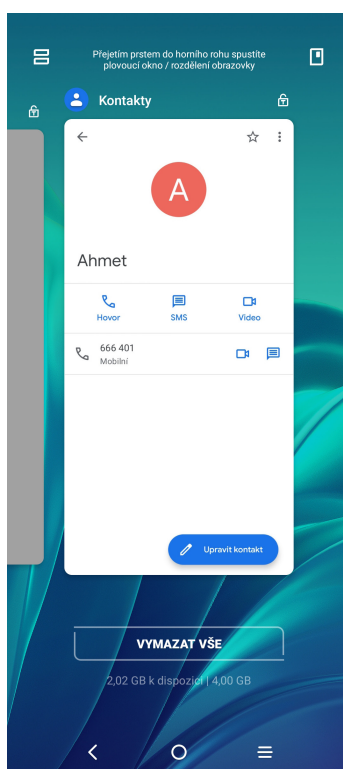 Přejetím prstem do horního rohu spustíte
plovoucí okno / rozdělení obrazovky
Kontakty
A
Ahmet
Hovor
SMS
Video
666 401
Mobilní
Upravit kontakt
VYMAZAT VŠE
2,02 GB k dispozici | 4,00 GB